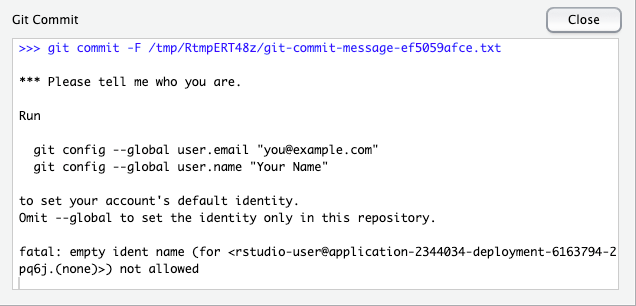 Git Commit
Close
>>> git commit -F /tmp/RtmpERT48z/git-commit-message-ef5059afce.txt
*** Please tell me who you are.
Run
git config --global user.email "you@example.com"
git config --global user.name "Your Name"
to set your account's default identity.
Omit --global to set the identity only in this repository.
fatal: empty ident name (for <rstudio-user@application-2344034-deployment-6163794-2
pq6j.(none)>) not allowed